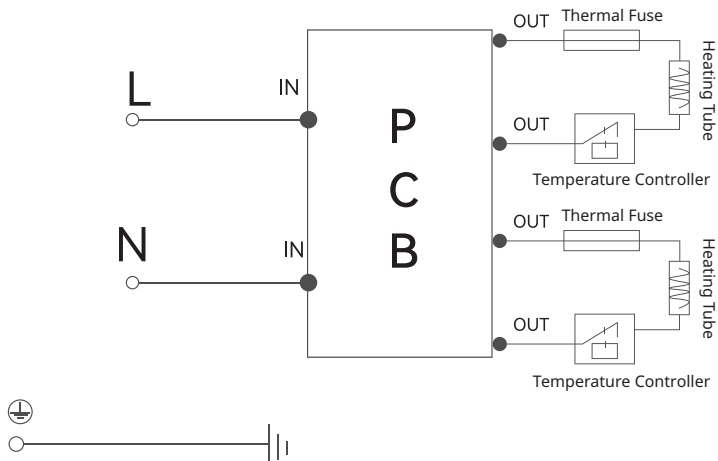 OUT
Thermal Fuse
Heating Tube
L
IN
P
C
B
OUT
Temperature Controller
N
IN
OUT
Thermal Fuse
Heating Tube
OUT
Temperature Controller